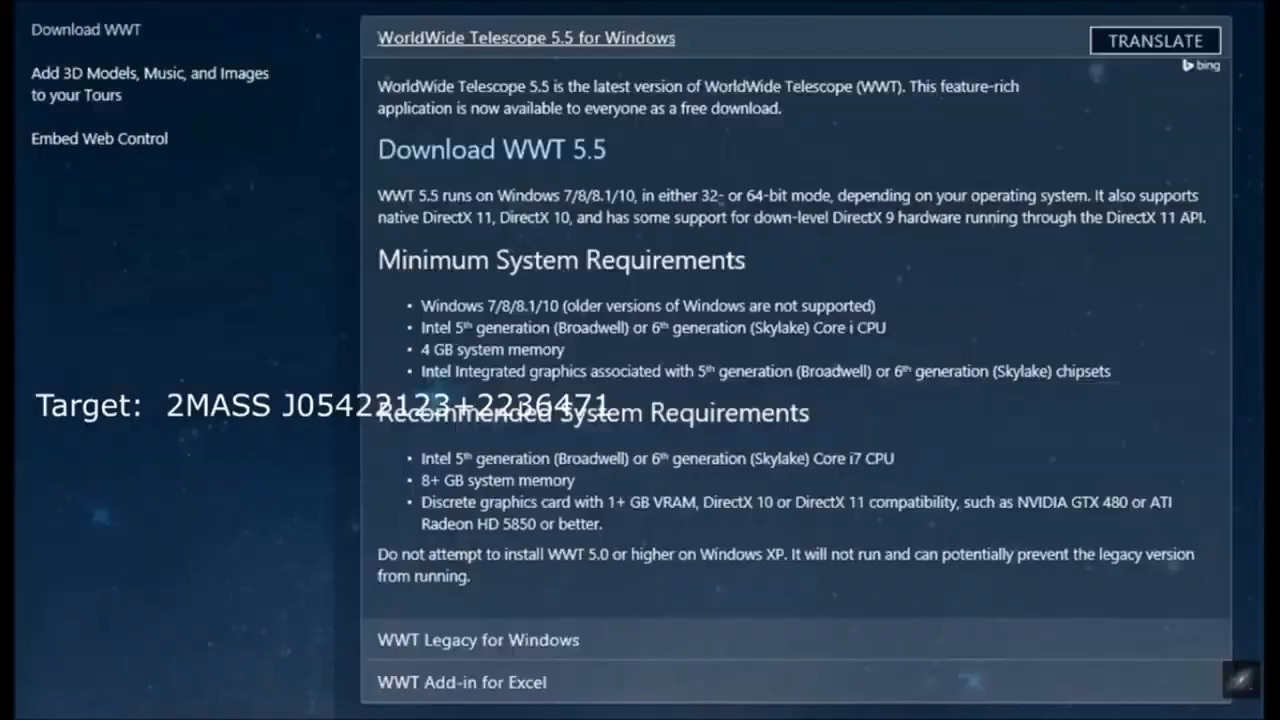 Download WWT
Add 3D Models, Music, and Images
to your Tours
Embed Web Control
WorldWide Telescope 5.5 for Windows
TRANSLATE
bing
WorldWide Telescope 5.5 is the latest version of WorldWide Telescope (WWT). This feature-rich
application is now available to everyone as a free download.
Download WWT 5.5
WWT 5.5 runs on Windows 7/8/8.1/10, in either 32- or 64-bit mode, depending on your operating system. It also supports
native DirectX 11, DirectX 10, and has some support for down-level DirectX 9 hardware running through the DirectX 11 API.
Minimum System Requirements
• Windows 7/8/8.1/10 (older versions of Windows are not supported)
• Intel 5th generation (Broadwell) or 6th generation (Skylake) Core i CPU
• 4 GB system memory
• Intel Integrated graphics associated with 5th generation (Broadwell) or 6th generation (Skylake) chipsets
Target: 2MASS J05422123+2236471
Recommended System Requirements
• Intel 5th generation (Broadwell) or 6th generation (Skylake) Core i7 CPU
• 8+ GB system memory
• Discrete graphics card with 1+ GB VRAM, DirectX 10 or DirectX 11 compatibility, such as NVIDIA GTX 480 or ATI
Radeon HD 5850 or better.
Do not attempt to install WWT 5.0 or higher on Windows XP. It will not run and can potentially prevent the legacy version
from running.
WWT Legacy for Windows
WWT Add-in for Excel